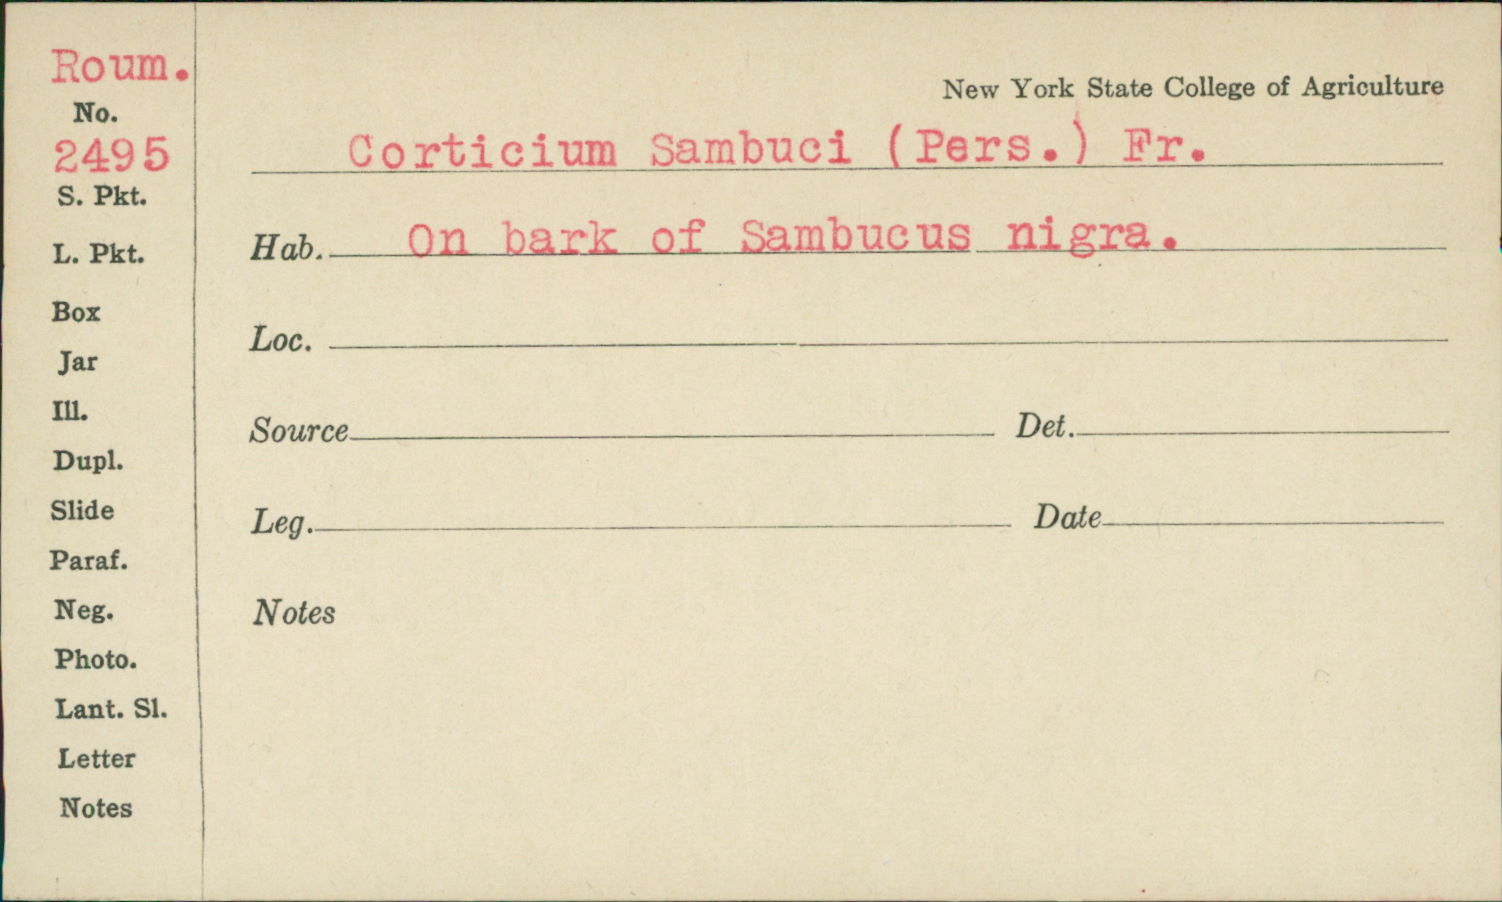 Roum.
No.
2495
S. Pkt.
L. Pkt.
Box
Jar
Ill.
Dupl.
Slide
Paraf.
Neg.
Photo.
Lant. Sl.
Letter
Notes
New York State College of Agriculture
Corticium Sambuci (Pers.) Fr.
Hab. On bark of Sambucus nigra.
Loc.
Source Det.
Leg. Date
Notes